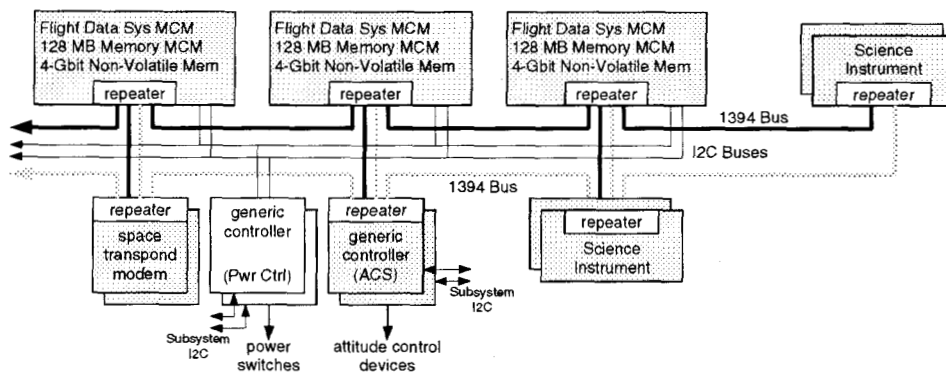 Flight Data Sys MCM
128 MB Memory MCM
4-Gbit Non-Volatile Mem
repeater
Flight Data Sys MCM
128 MB Memory MCM
4-Gbit Non-Volatile Mem
repeater
Flight Data Sys MCM
128 MB Memory MCM
4-Gbit Non-Volatile Mem
repeater
Science
Instrument
repeater
1394 Bus
I2C Buses
1394 Bus
repeater
space
transpond
modem
generic
controller
(Pwr Ctrl)
repeater
generic
controller
(ACS)
repeater
Science
Instrument
Subsystem
I2C
Subsystem
I2C
power
switches
attitude control
devices